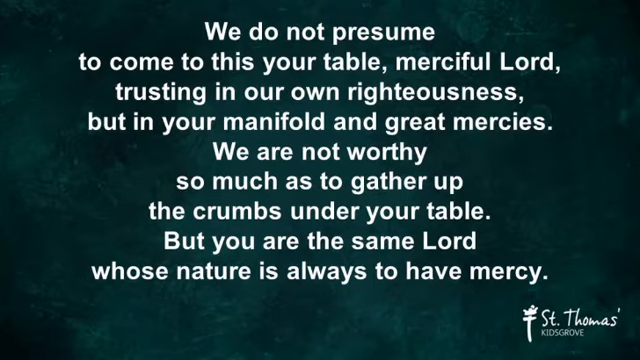 We do not presume
to come to this your table, merciful Lord,
trusting in our own righteousness,
but in your manifold and great mercies.
We are not worthy
so much as to gather up
the crumbs under your table.
But you are the same Lord
whose nature is always to have mercy.
St. Thomas'
KIDSGROVE